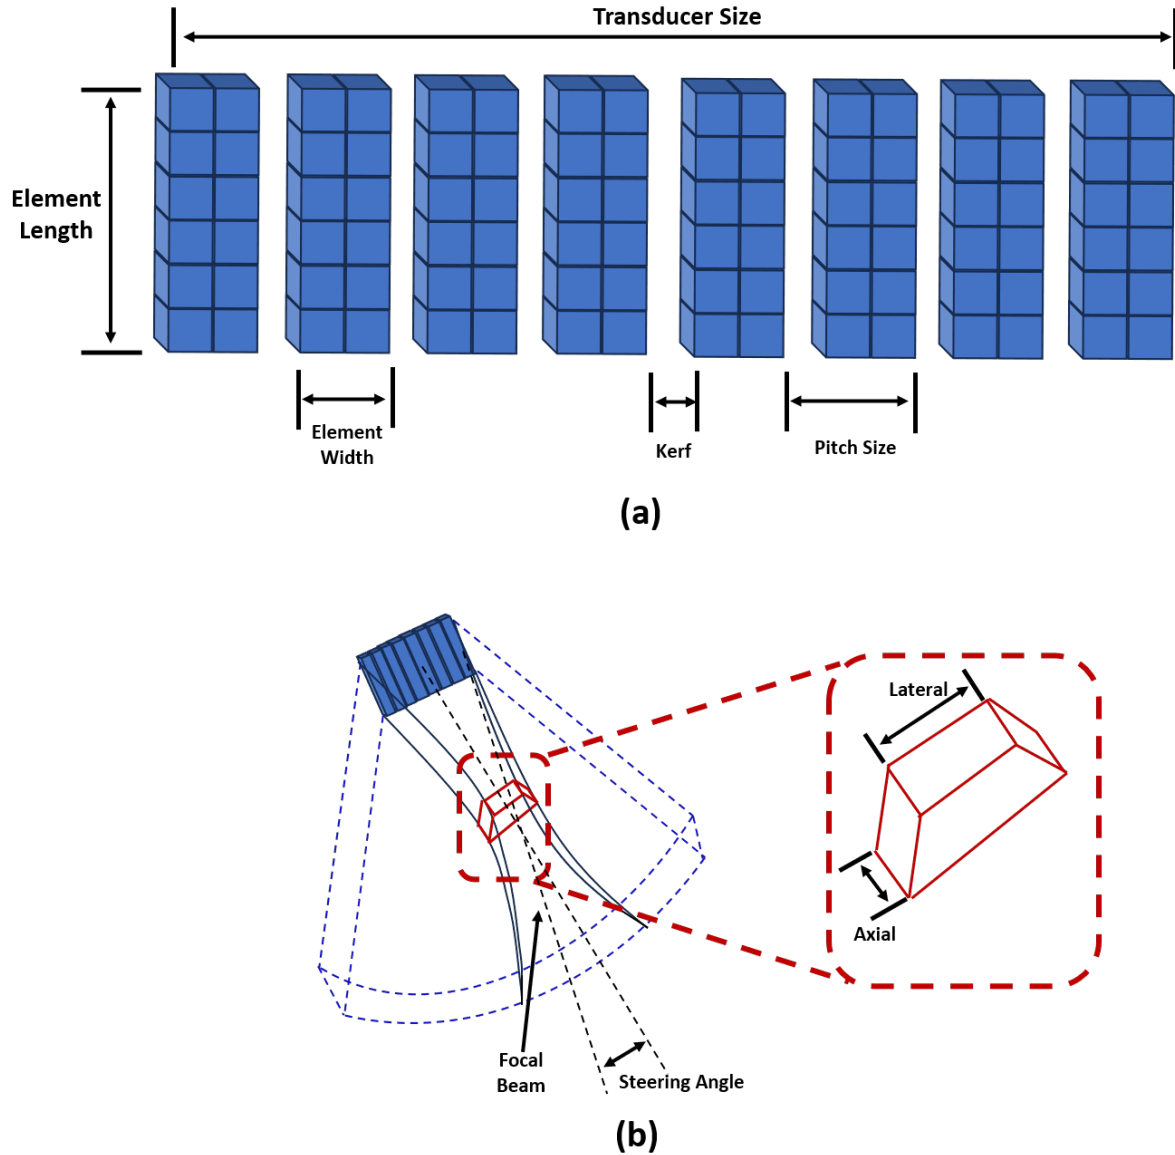 Transducer Size
Element
Length
Element
Width
Kerf
Pitch Size
(a)
Lateral
Axial
Focal
Beam
Steering Angle
(b)